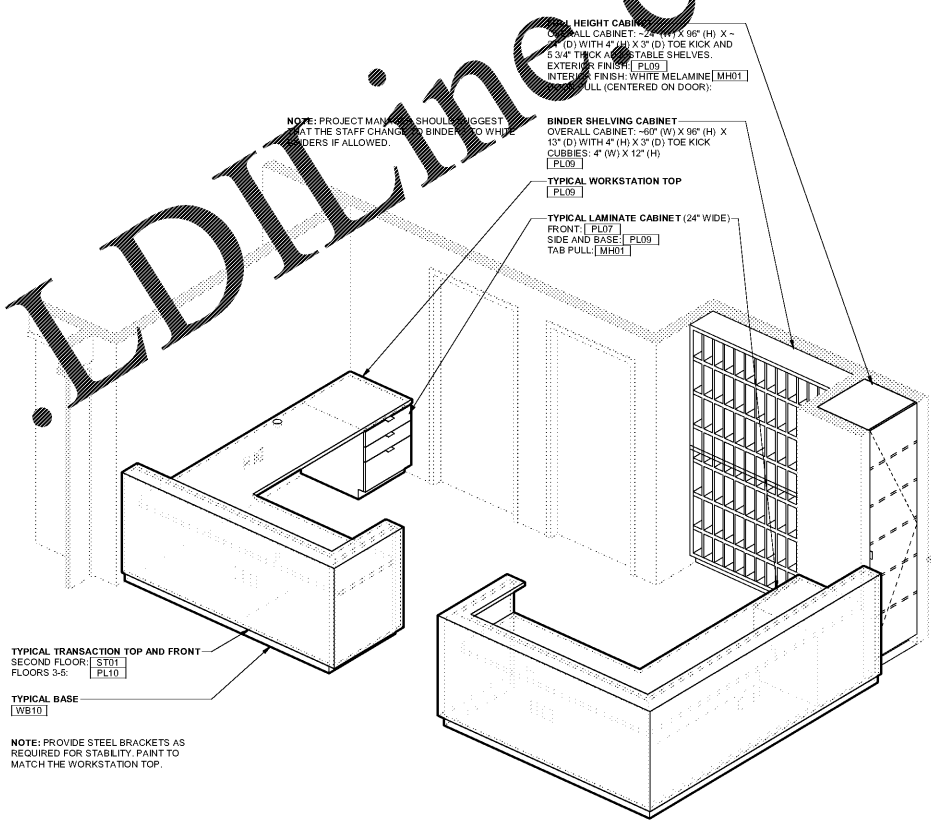 .LDILine.
FULL HEIGHT CABINET
OVERALL CABINET: ~24" (W) X 96" (H) X ~
24" (D) WITH 4" (H) X 3" (D) TOE KICK AND
5 3/4" THICK ADJUSTABLE SHELVES.
EXTERIOR FINISH: PL09
INTERIOR FINISH: WHITE MELAMINE MH01
DOOR PULL (CENTERED ON DOOR):
NOTE: PROJECT MANAGER SHOULD SUGGEST
THAT THE STAFF CHANGE TO BINDERS TO WHITE
BINDERS IF ALLOWED.
BINDER SHELVING CABINET
OVERALL CABINET: ~60" (W) X 96" (H) X
13" (D) WITH 4" (H) X 3" (D) TOE KICK
CUBBIES: 4" (W) X 12" (H)
PL09
TYPICAL WORKSTATION TOP
PL09
TYPICAL LAMINATE CABINET (24" WIDE)
FRONT: PL07
SIDE AND BASE: PL09
TAB PULL: MH01
TYPICAL TRANSACTION TOP AND FRONT
SECOND FLOOR: ST01
FLOORS 3-5: PL10
TYPICAL BASE
WB10
NOTE: PROVIDE STEEL BRACKETS AS
REQUIRED FOR STABILITY. PAINT TO
MATCH THE WORKSTATION TOP.